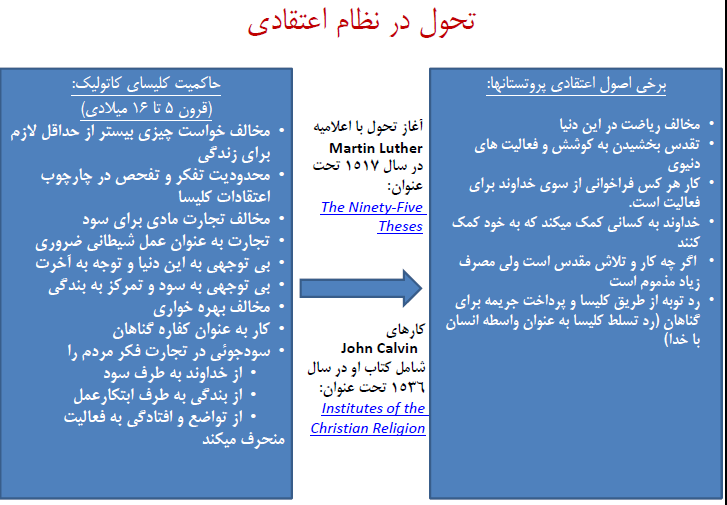 تحول در نظام اعتقادی
حاکمیت کلیسای کاتولیک:
(قرون ۵ تا ۱۶ میلادی)
• مخالف خواست چیزی بیستر از حداقل لازم
برای زندگی
• محدودیت تفکر و تفحص در چارچوب
اعتقادات کلیسا
• مخالف تجارت مادی برای سود
• تجارت به عنوان عمل شیطانی ضروری
• بی توجهی به این دنیا و توجه به آخرت
• بی توجهی به سود و تمرکز به بندگی
• مخالف بهره خواری
• کار به عنوان کفاره گناهان
• سودجوئی در تجارت فکر مردم را
• از خداوند به طرف سود
• از بندگی به طرف ابتکارعمل
• از تواضع و افتادگی به فعالیت
منحرف میکند
آغاز تحول با اعلامیه
Martin Luther
در سال ۱۵۱۷ تحت
عنوان:
The Ninety-Five
Theses
کارهای
John Calvin
شامل کتاب او در سال
۱۵۳۶ تحت عنوان:
Institutes of the
Christian Religion
برخی اصول اعتقادی پروتستانها:
• مخالف ریاضت در این دنیا
• تقدس بخشیدن به کوشش و فعالیت های
دنیوی
• کار هر کس فراخوانی از سوی خداوند برای
فعالیت است.
• خداوند به کسانی کمک میکند که به خود کمک
کنند
• اگر چه کار و تلاش مقدس است ولی مصرف
زیاد مذموم است
• رد توبه از طریق کلیسا و پرداخت جریمه برای
گناهان (رد تسلط کلیسا به عنوان واسطه انسان
با خدا)